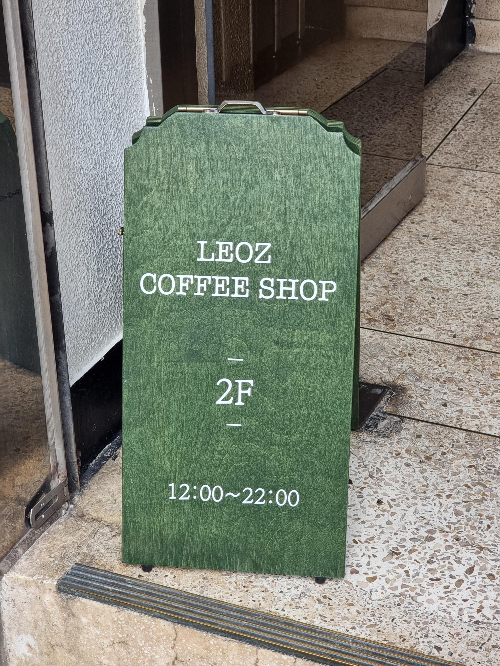 LEOZ
COFFEE SHOP
—
2F
—
12:00~22:00